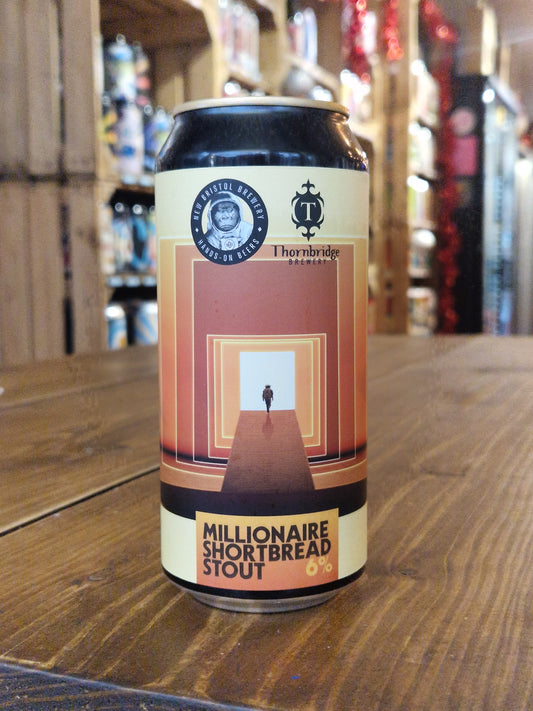 NEW BRISTOL BREWERY
HANDS-ON BEERS
T
Thornbridge
BREWERY
MILLIONAIRE
SHORTBREAD
STOUT 6%